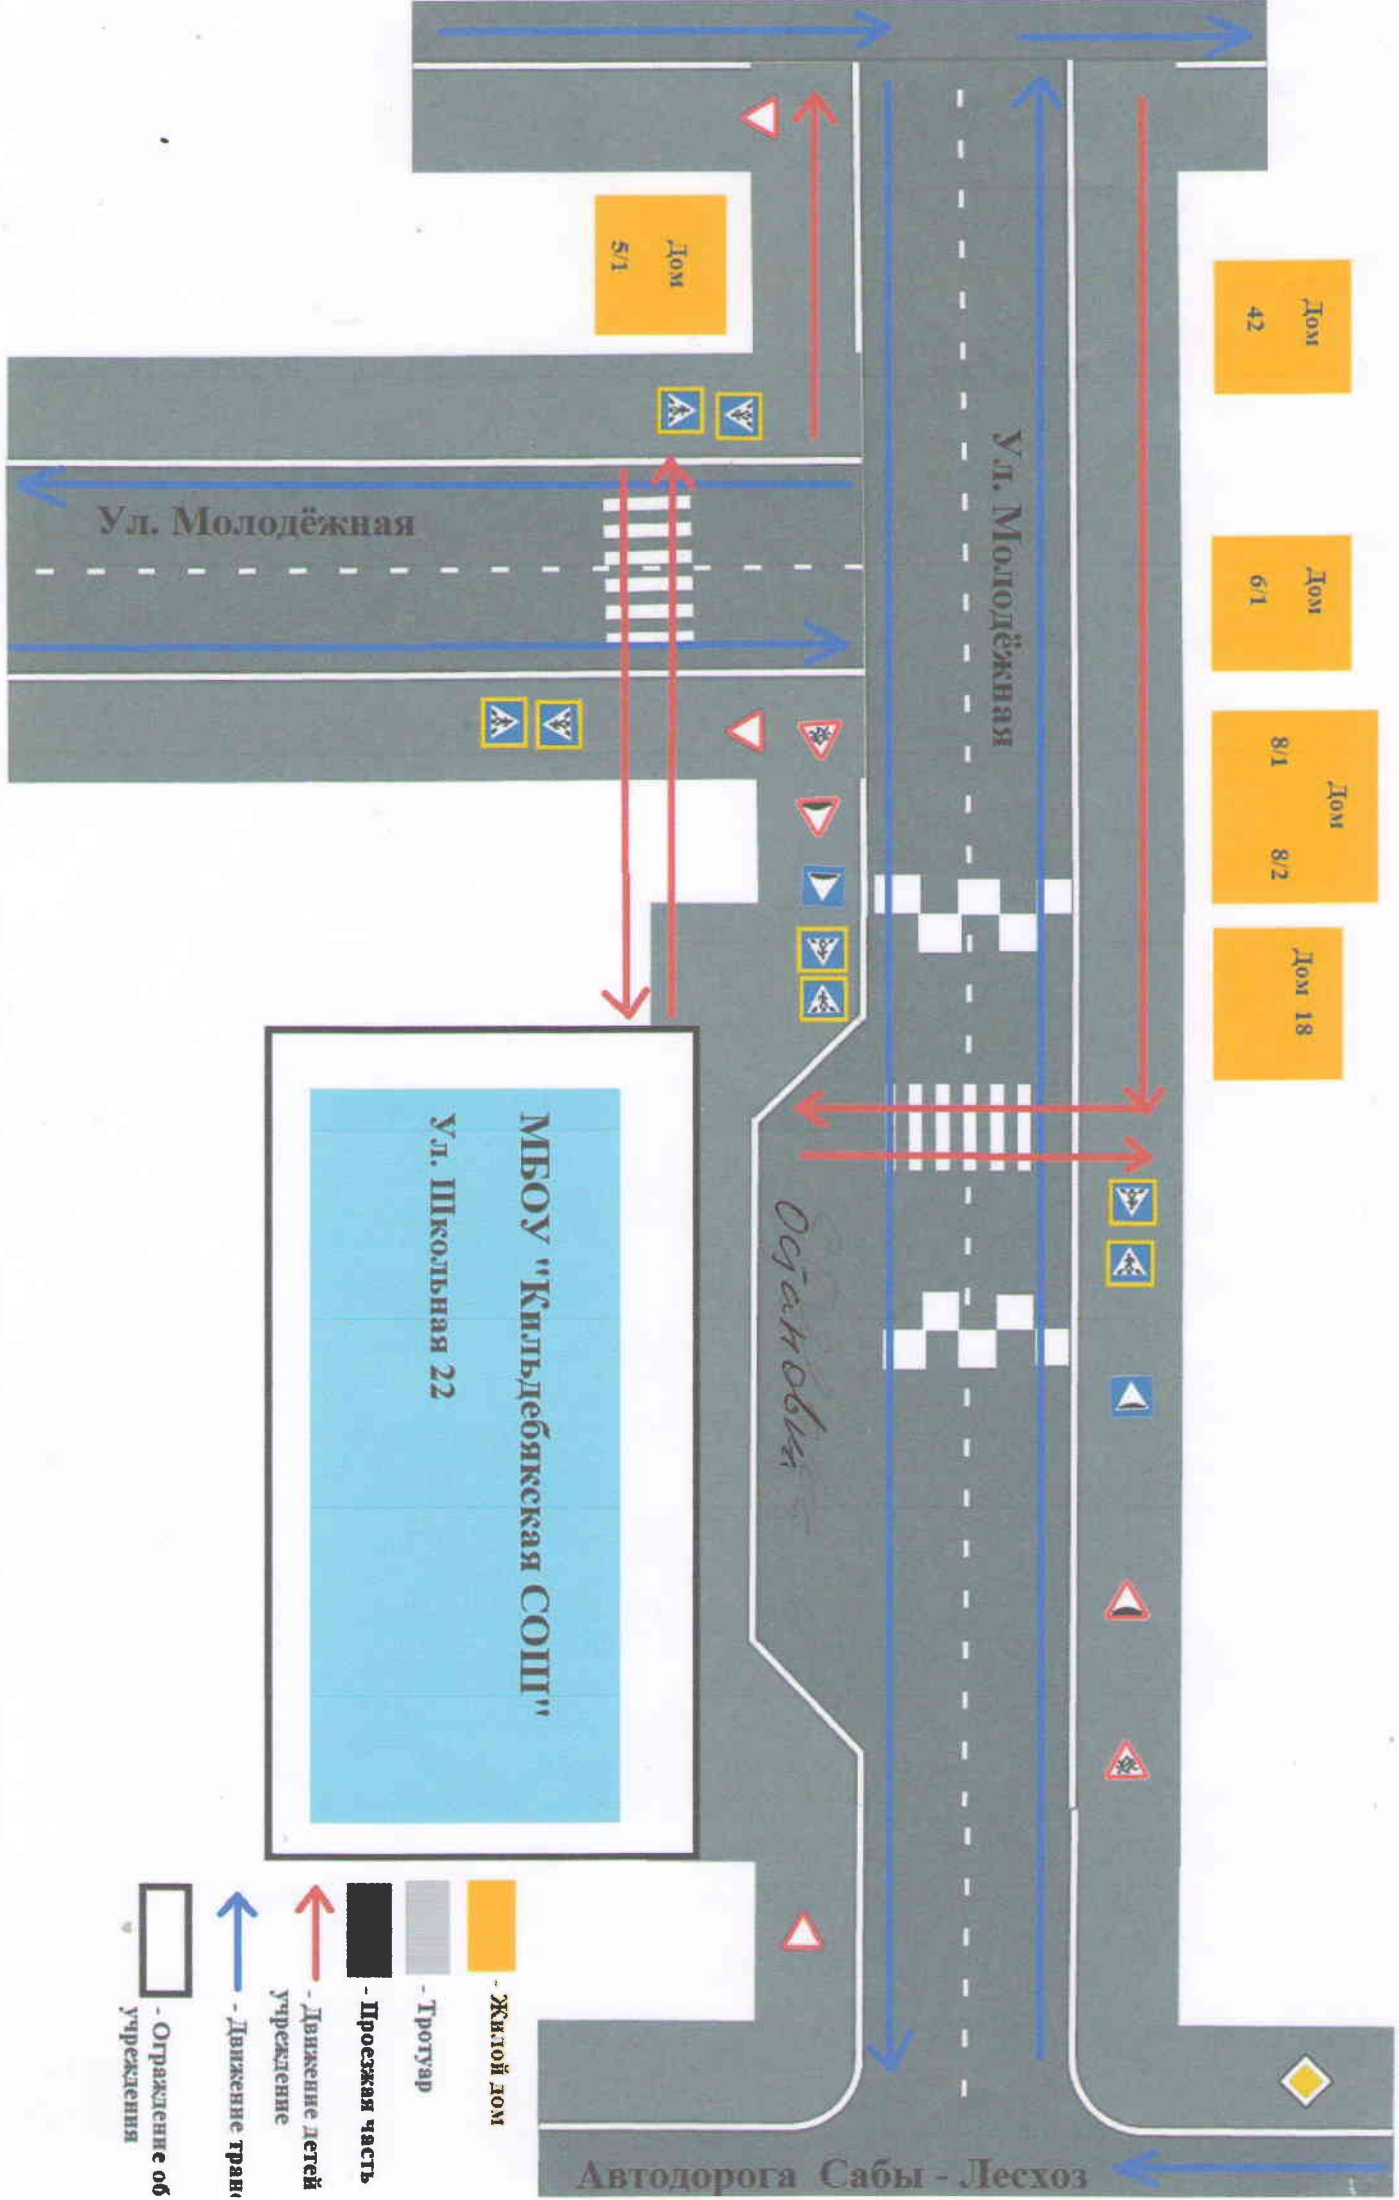 Дом
42
Дом
6/1
Дом
8/1 8/2
Дом 18
Дом
5/1
Ул. Молодёжная
Ул. Молодёжная
Остановка
МБОУ "Кильдебякская СОШ"
Ул. Школьная 22
- Жилой дом
- Тротуар
- Проезжая часть
- Движение детей
учреждение
- Движение тран
- Ограждение об
учреждения
Автодорога Сабы - Лесхоз